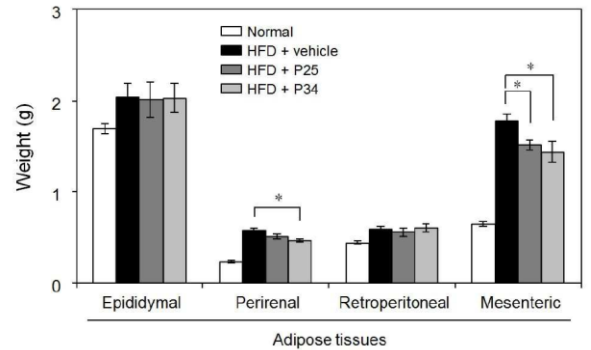 3
2
1
0
Weight (g)
Normal
HFD + vehicle
HFD + P25
HFD + P34
*
*
*
Epididymal
Perirenal
Retroperitoneal
Mesenteric
Adipose tissues